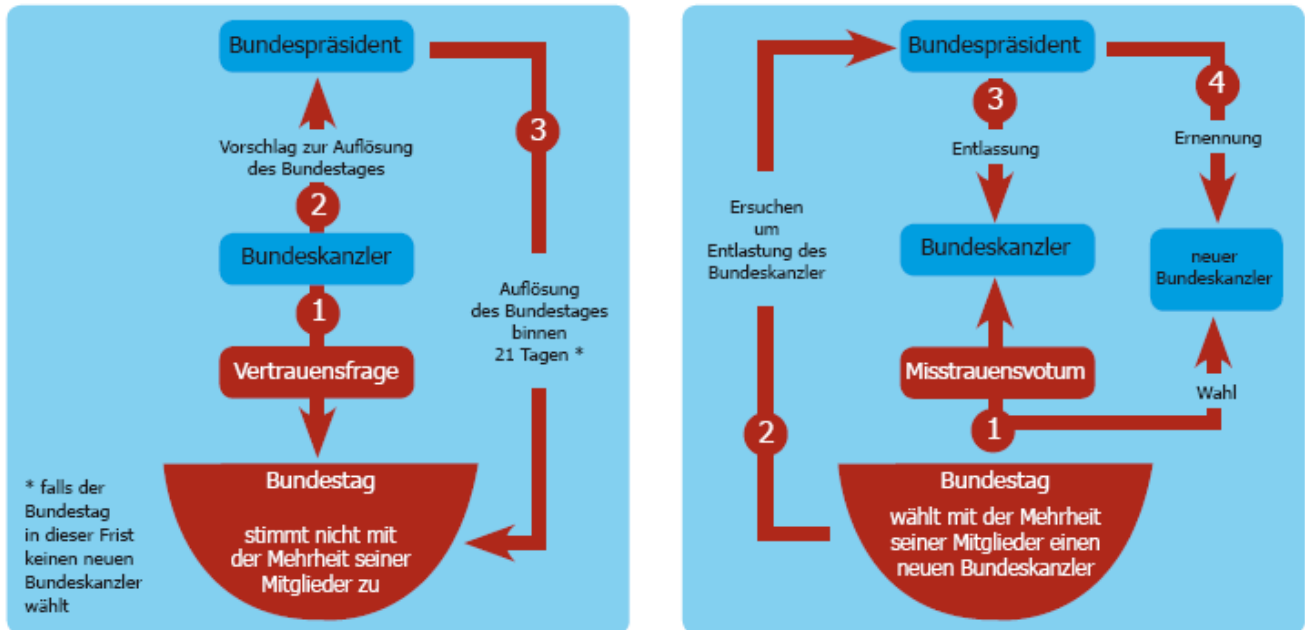 Bundespräsident
3
Vorschlag zur Auflösung
des Bundestages
2
Bundeskanzler
1
Auflösung
des Bundestages
binnen
21 Tagen *
Vertrauensfrage
Bundestag
stimmt nicht mit
der Mehrheit seiner
Mitglieder zu
* falls der
Bundestag
in dieser Frist
keinen neuen
Bundeskanzler
wählt
Bundespräsident
3
4
Entlassung
Ernennung
Ersuchen
um
Entlastung des
Bundeskanzler
Bundeskanzler
neuer
Bundeskanzler
Misstrauensvotum
Wahl
2
1
Bundestag
wählt mit der Mehrheit
seiner Mitglieder einen
neuen Bundeskanzler